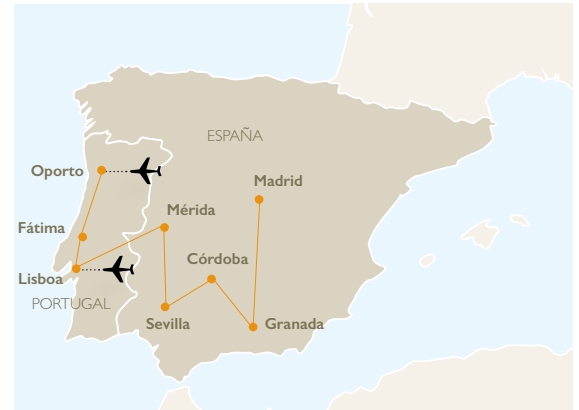 ESPAÑA
Oporto
Madrid
Mérida
Fátima
Córdoba
Lisboa
PORTUGAL
Sevilla
Granada